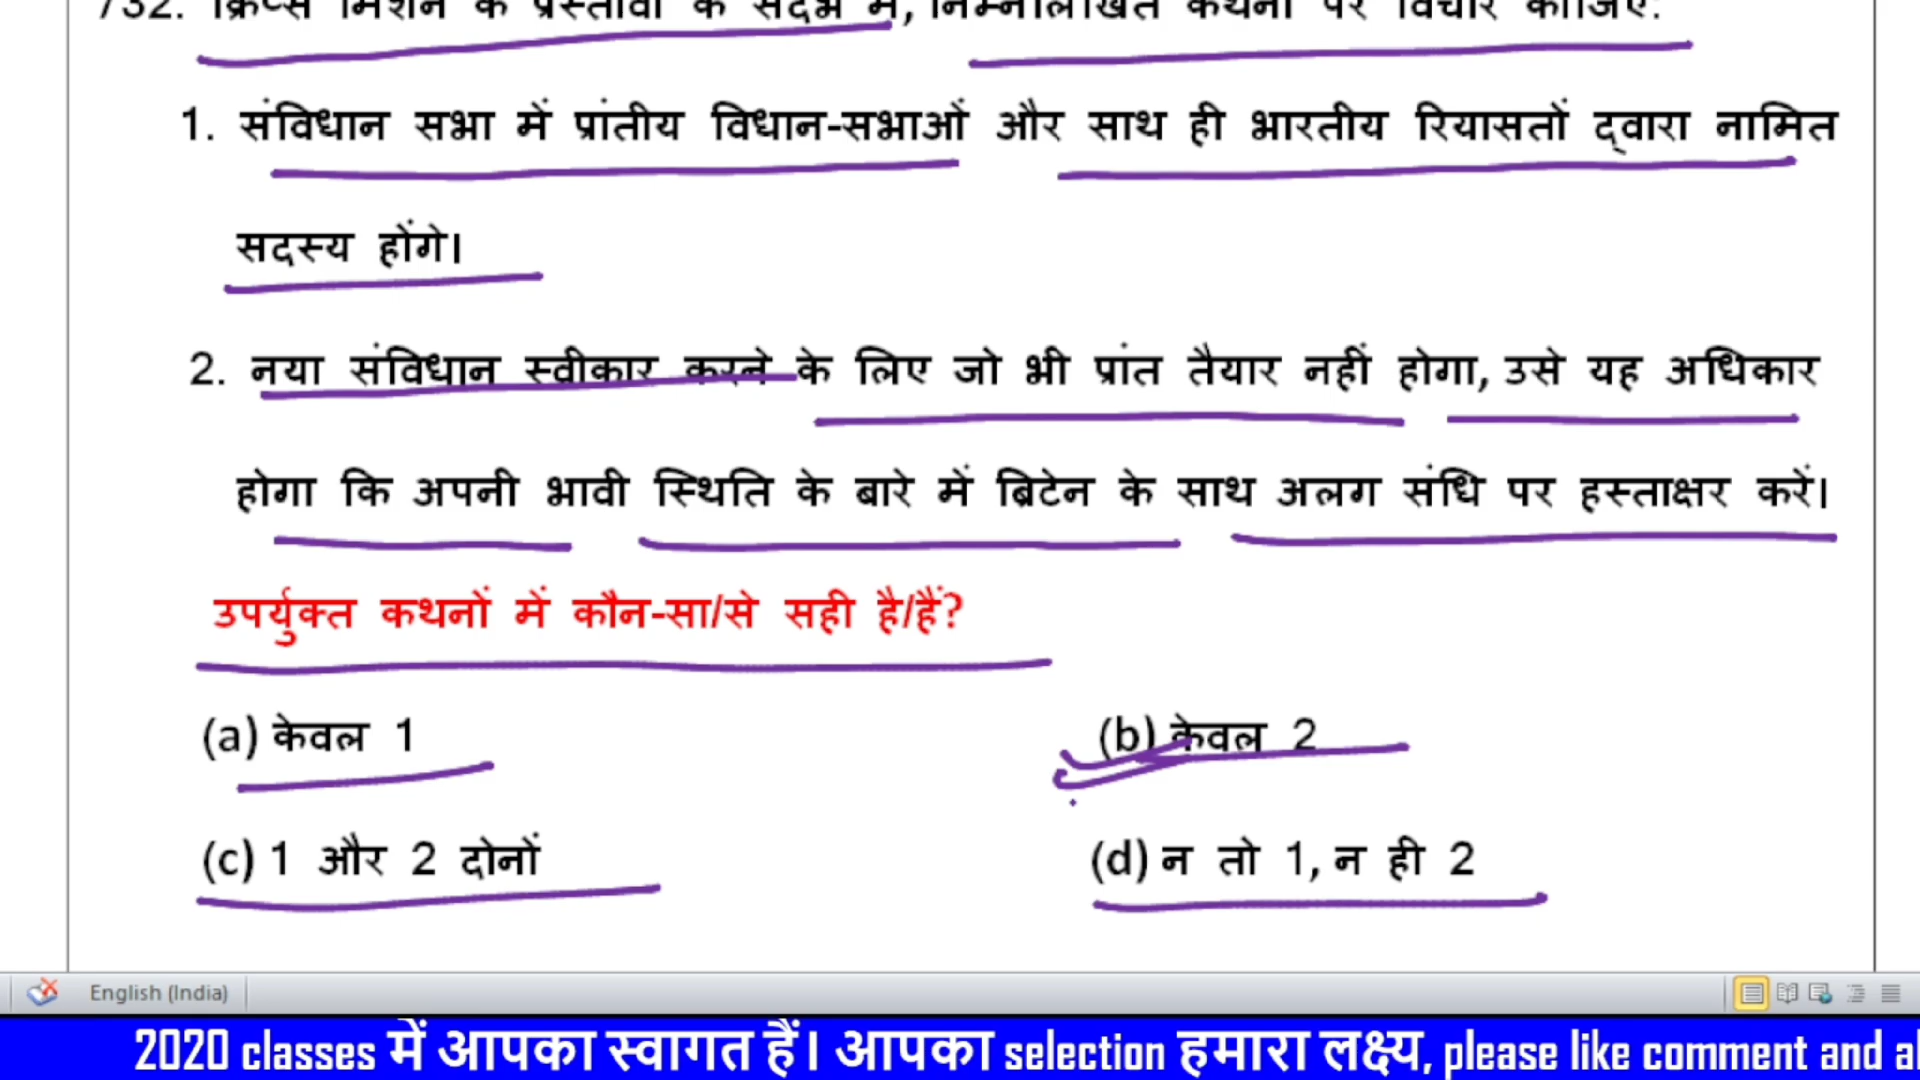 732. क्रिप्स मिशन के प्रस्तावों के संदर्भ में, निम्नलिखित कथनों पर विचार कीजिए:
1. संविधान सभा में प्रांतीय विधान-सभाओं और साथ ही भारतीय रियासतों द्वारा नामित
सदस्य होंगे।
2. नया संविधान स्वीकार करने के लिए जो भी प्रांत तैयार नहीं होगा, उसे यह अधिकार
होगा कि अपनी भावी स्थिति के बारे में ब्रिटेन के साथ अलग संधि पर हस्ताक्षर करें।
उपर्युक्त कथनों में कौन-सा/से सही है/हैं?
(a) केवल 1 (b) केवल 2
(c) 1 और 2 दोनों (d) न तो 1, न ही 2
English (India)
2020 classes में आपका स्वागत हैं। आपका selection हमारा लक्ष्य, please like comment and al